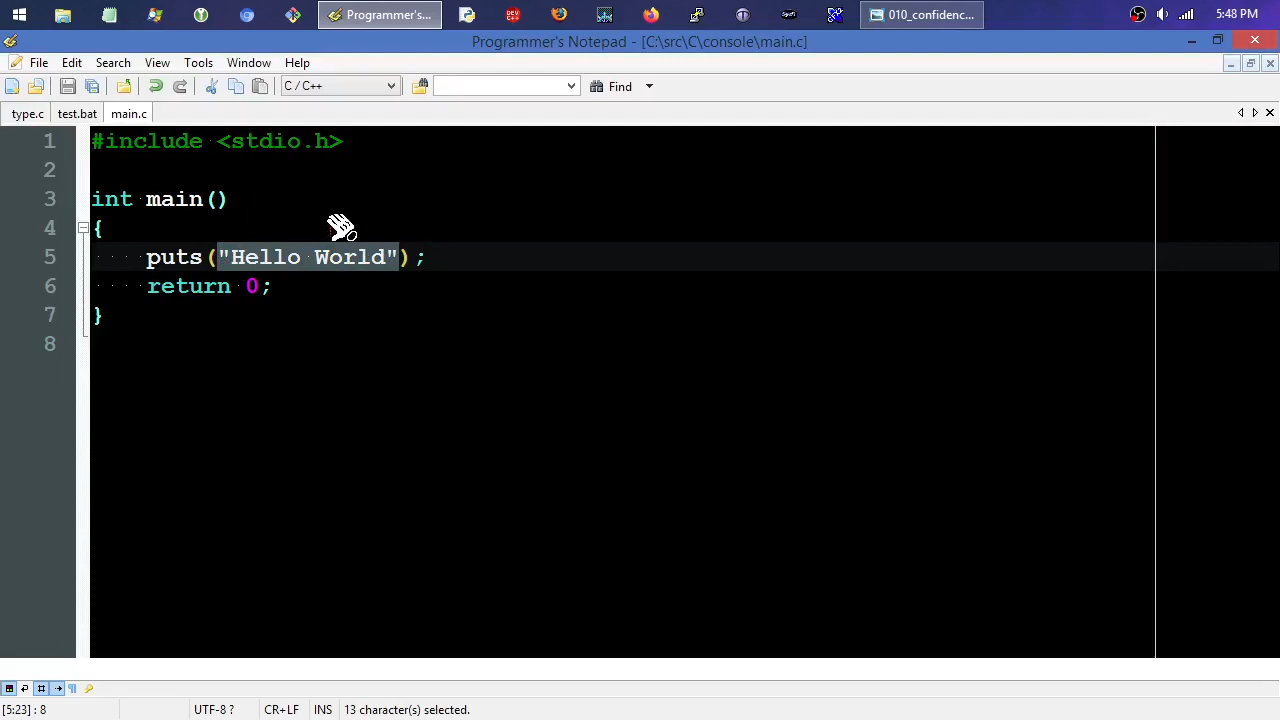 Programmer's...
010_confidenc...
5:48 PM
Programmer's Notepad - [C:\src\C\console\main.c]
File Edit Search View Tools Window Help
C / C++ Find
type.c test.bat main.c
1 #include <stdio.h>
2
3 int main()
4 {
5 puts("Hello World");
6 return 0;
7 }
8
[5:23] : 8 UTF-8 ? CR+LF INS 13 character(s) selected.